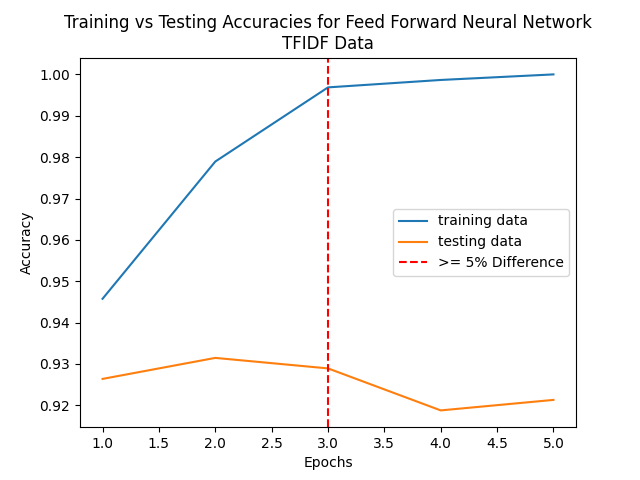 Training vs Testing Accuracies for Feed Forward Neural Network
TFIDF Data
1.00
0.99
0.98
0.97
0.96
0.95
0.94
0.93
0.92
Accuracy
training data
testing data
>= 5% Difference
1.0 1.5 2.0 2.5 3.0 3.5 4.0 4.5 5.0
Epochs